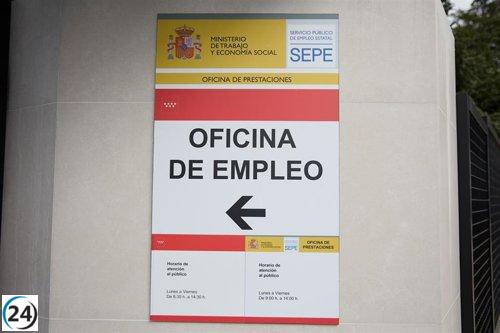 MINISTERIO
DE TRABAJO
Y ECONOMÍA SOCIAL
SERVICIO PÚBLICO
DE EMPLEO ESTATAL
SEPE
OFICINA DE PRESTACIONES
OFICINA
DE EMPLEO
SEPE
OFICINA DE
PRESTACIONES
Horario de
atención
al público
Lunes a Viernes
De 8:30 h. a 14:30 h.
Horario de
atención
al público
Lunes a Viernes
De 9:00 h. a 14:00 h.
24